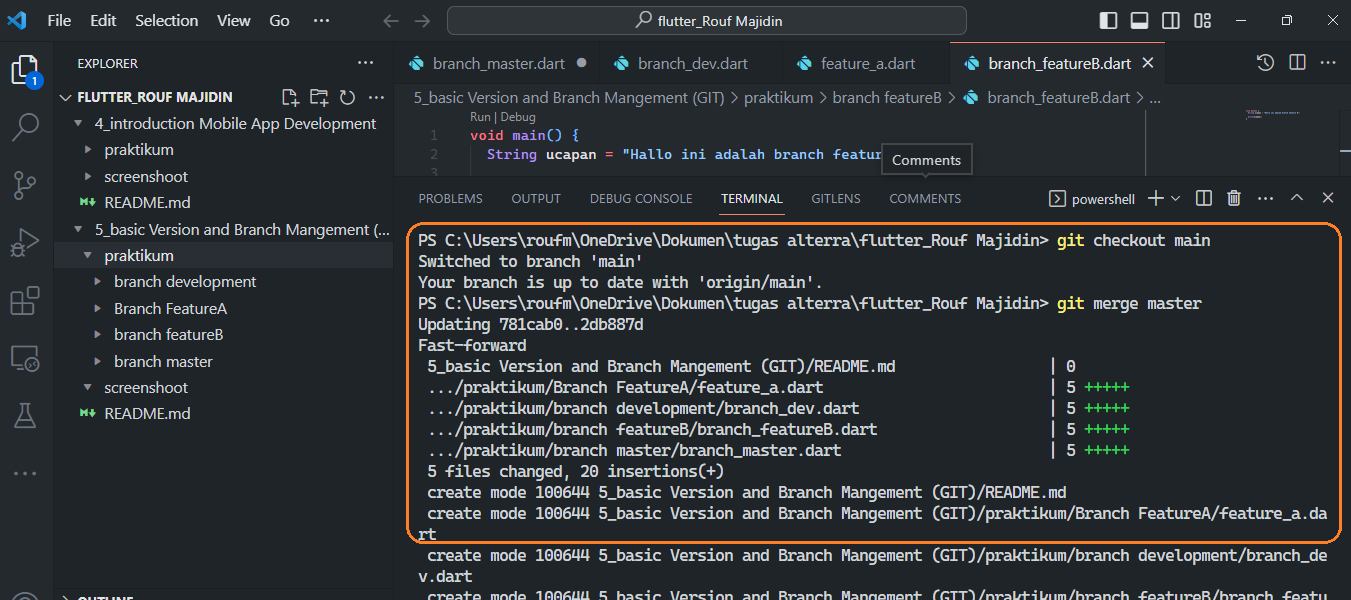 File Edit Selection View Go ··· flutter_Rouf Majidin
1
EXPLORER ···
FLUTTER_ROUF MAJIDIN
4_introduction Mobile App Development
praktikum
screenshoot
README.md
5_basic Version and Branch Mangement (...
praktikum
branch development
Branch FeatureA
branch featureB
branch master
screenshoot
README.md
OUTLINE
branch_master.dart branch_dev.dart feature_a.dart branch_featureB.dart
5_basic Version and Branch Mangement (GIT) > praktikum > branch featureB > branch_featureB.dart > ...
Run | Debug
1 void main() {
2 String ucapan = "Hallo ini adalah branch featur
3
Comments
PROBLEMS OUTPUT DEBUG CONSOLE TERMINAL GITLENS COMMENTS powershell
PS C:\Users\roufm\OneDrive\Dokumen\tugas alterra\flutter_Rouf Majidin> git checkout main
Switched to branch 'main'
Your branch is up to date with 'origin/main'.
PS C:\Users\roufm\OneDrive\Dokumen\tugas alterra\flutter_Rouf Majidin> git merge master
Updating 781cab0..2db887d
Fast-forward
5_basic Version and Branch Mangement (GIT)/README.md | 0
.../praktikum/Branch FeatureA/feature_a.dart | 5 +++++
.../praktikum/branch development/branch_dev.dart | 5 +++++
.../praktikum/branch featureB/branch_featureB.dart | 5 +++++
.../praktikum/branch master/branch_master.dart | 5 +++++
5 files changed, 20 insertions(+)
create mode 100644 5_basic Version and Branch Mangement (GIT)/README.md
create mode 100644 5_basic Version and Branch Mangement (GIT)/praktikum/Branch FeatureA/feature_a.da
rt
create mode 100644 5_basic Version and Branch Mangement (GIT)/praktikum/branch development/branch_de
v.dart
create mode 100644 5_basic Version and Branch Mangement (GIT)/praktikum/branch featureB/branch_featu